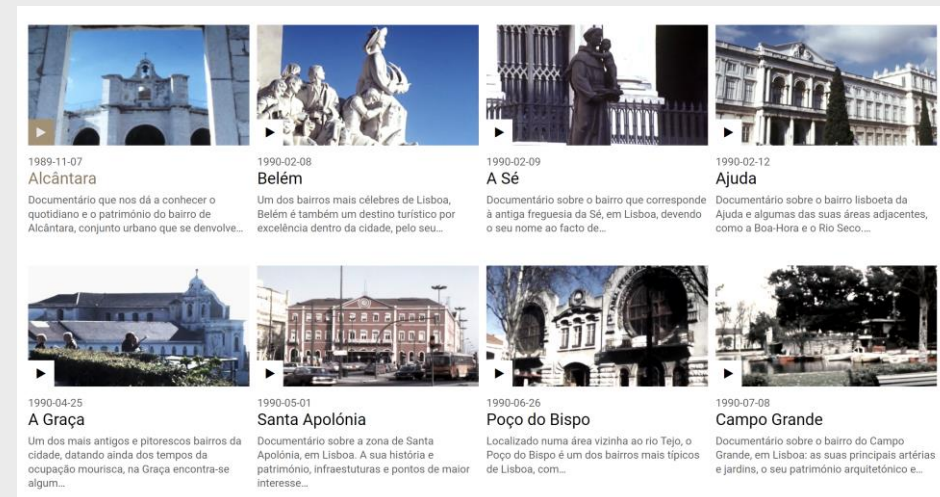 1989-11-07
Alcântara
Documentário que nos dá a conhecer o
quotidiano e o património do bairro de
Alcântara, conjunto urbano que se denvolve...
1990-02-08
Belém
Um dos bairros mais célebres de Lisboa,
Belém é também um destino turístico por
excelência dentro da cidade, pelo seu...
1990-02-09
A Sé
Documentário sobre o bairro que corresponde
à antiga freguesia da Sé, em Lisboa, devendo
o seu nome ao facto de...
1990-02-12
Ajuda
Documentário sobre o bairro lisboeta da
Ajuda e algumas das suas áreas adjacentes,
como a Boa-Hora e o Rio Seco....
1990-04-25
A Graça
Um dos mais antigos e pitorescos bairros da
cidade, datando ainda dos tempos da
ocupação mourisca, na Graça encontra-se
algum...
1990-05-01
Santa Apolónia
Documentário sobre a zona de Santa
Apolónia, em Lisboa. A sua história e
património, infraestuturas e pontos de maior
interesse...
1990-06-26
Poço do Bispo
Localizado numa área vizinha ao rio Tejo, o
Poço do Bispo é um dos bairros mais típicos
de Lisboa, com...
1990-07-08
Campo Grande
Documentário sobre o bairro do Campo
Grande, em Lisboa: as suas principais artérias
e jardins, o seu património arquitetónico e...